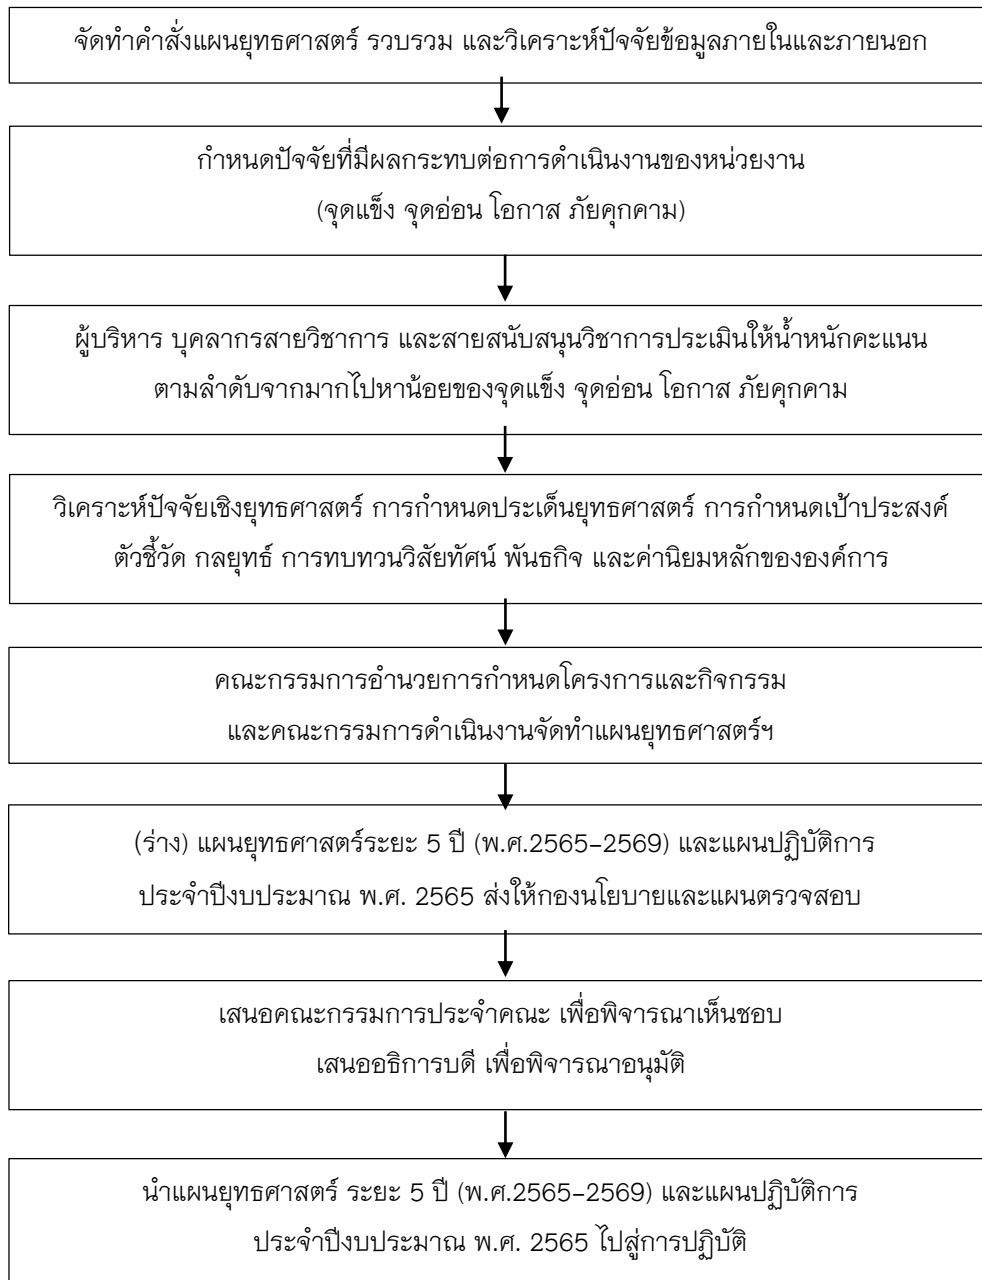 จัดทำคำสั่งแผนยุทธศาสตร์ รวบรวม และวิเคราะห์ปัจจัยข้อมูลภายในและภายนอก
กำหนดปัจจัยที่มีผลกระทบต่อการดำเนินงานของหน่วยงาน
(จุดแข็ง จุดอ่อน โอกาส ภัยคุกคาม)
ผู้บริหาร บุคลากรสายวิชาการ และสายสนับสนุนวิชาการประเมินให้น้ำหนักคะแนน
ตามลำดับจากมากไปหาน้อยของจุดแข็ง จุดอ่อน โอกาส ภัยคุกคาม
วิเคราะห์ปัจจัยเชิงยุทธศาสตร์ การกำหนดประเด็นยุทธศาสตร์ การกำหนดเป้าประสงค์
ตัวชี้วัด กลยุทธ์ การทบทวนวิสัยทัศน์ พันธกิจ และค่านิยมหลักขององค์การ
คณะกรรมการอำนวยการกำหนดโครงการและกิจกรรม
และคณะกรรมการดำเนินงานจัดทำแผนยุทธศาสตร์ฯ
(ร่าง) แผนยุทธศาสตร์ระยะ 5 ปี (พ.ศ.2565-2569) และแผนปฏิบัติการ
ประจำปีงบประมาณ พ.ศ. 2565 ส่งให้กองนโยบายและแผนตรวจสอบ
เสนอคณะกรรมการประจำคณะ เพื่อพิจารณาเห็นชอบ
เสนออธิการบดี เพื่อพิจารณาอนุมัติ
นำแผนยุทธศาสตร์ ระยะ 5 ปี (พ.ศ.2565-2569) และแผนปฏิบัติการ
ประจำปีงบประมาณ พ.ศ. 2565 ไปสู่การปฏิบัติ